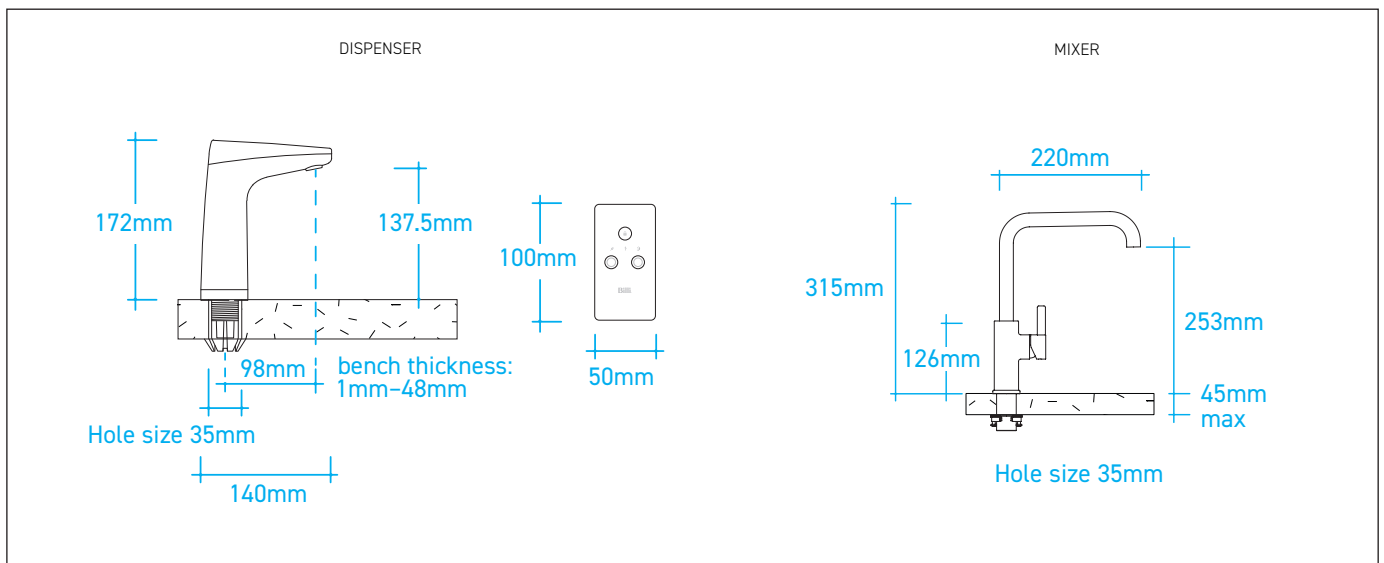 DISPENSER
MIXER
172mm
137.5mm
98mm
bench thickness:
1mm–48mm
Hole size 35mm
140mm
100mm
50mm
220mm
315mm
126mm
253mm
45mm
max
Hole size 35mm